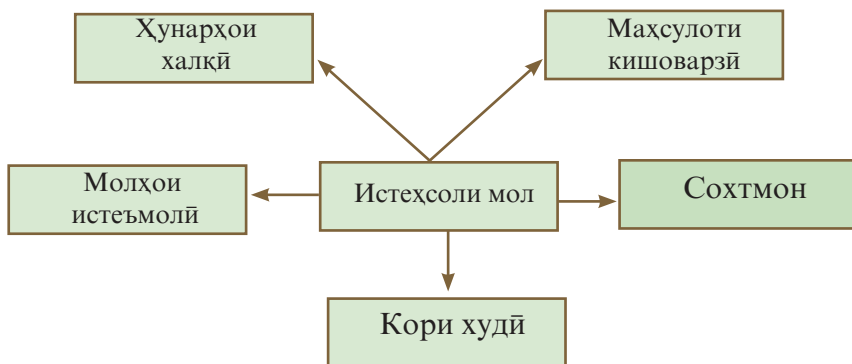 Ҳунарҳои
халқӣ
Маҳсулоти
кишоварзӣ
Молҳои
истеъмолӣ
Истеҳсоли мол
Сохтмон
Кори худӣ